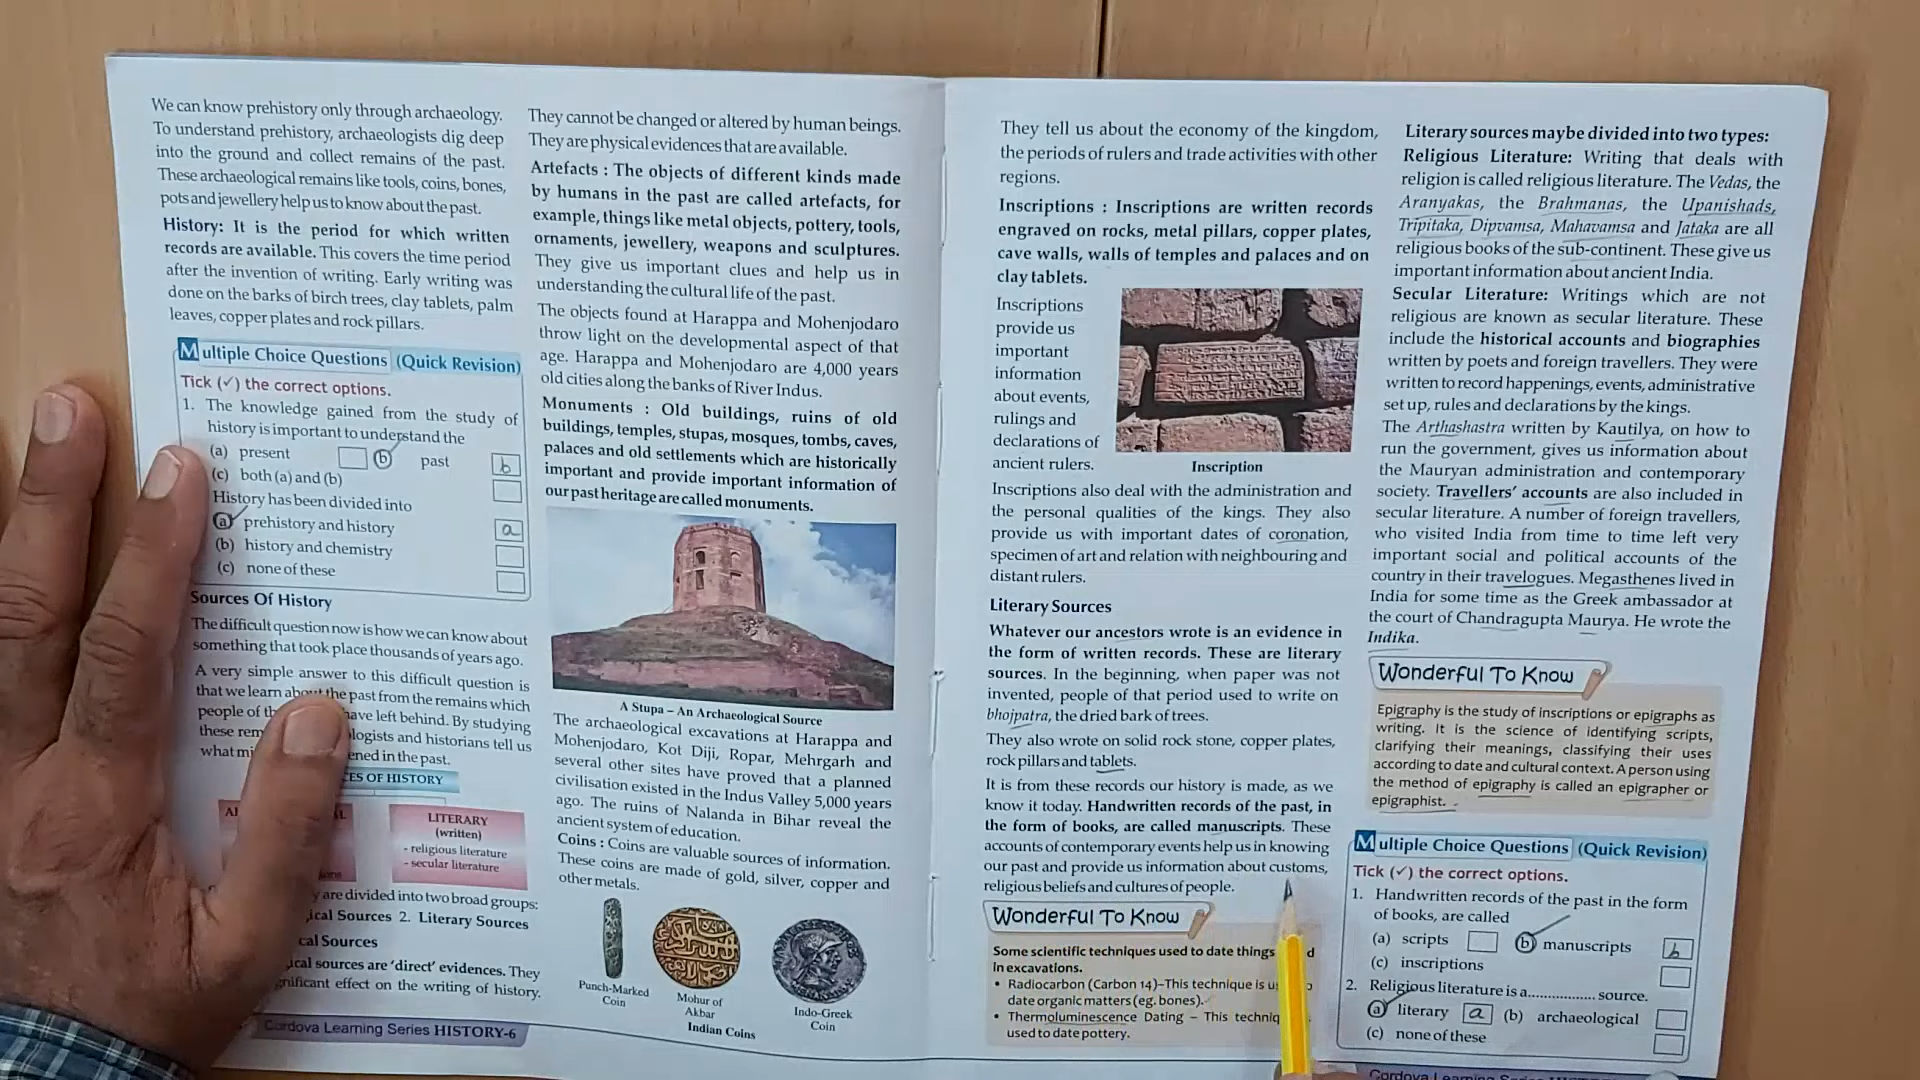 We can know prehistory only through archaeology.
To understand prehistory, archaeologists dig deep
into the ground and collect remains of the past.
These archaeological remains like tools, coins, bones,
pots and jewellery help us to know about the past.
History: It is the period for which written
records are available. This covers the time period
after the invention of writing. Early writing was
done on the barks of birch trees, clay tablets, palm
leaves, copper plates and rock pillars.
Multiple Choice Questions (Quick Revision)
Tick (✓) the correct options.
1. The knowledge gained from the study of
history is important to understand the
(a) present (b) past b
(c) both (a) and (b)
History has been divided into
(a) prehistory and history a
(b) history and chemistry
(c) none of these
Sources Of History
The difficult question now is how we can know about
something that took place thousands of years ago.
A very simple answer to this difficult question is
that we learn about the past from the remains which
people of have left behind. By studying
these logists and historians tell us
what ened in the past.
OF HISTORY
LITERARY
(written)
- religious literature
- secular literature
are divided into two broad groups:
Sources 2. Literary Sources
Sources
sources are 'direct' evidences. They
effect on the writing of history.
Cordova Learning Series HISTORY-6
They cannot be changed or altered by human beings.
They are physical evidences that are available.
Artefacts : The objects of different kinds made
by humans in the past are called artefacts, for
example, things like metal objects, pottery, tools,
ornaments, jewellery, weapons and sculptures.
They give us important clues and help us in
understanding the cultural life of the past.
The objects found at Harappa and Mohenjodaro
throw light on the developmental aspect of that
age. Harappa and Mohenjodaro are 4,000 years
old cities along the banks of River Indus.
Monuments : Old buildings, ruins of old
buildings, temples, stupas, mosques, tombs, caves,
palaces and old settlements which are historically
important and provide important information of
our past heritage are called monuments.
A Stupa – An Archaeological Source
The archaeological excavations at Harappa and
Mohenjodaro, Kot Diji, Ropar, Mehrgarh and
several other sites have proved that a planned
civilisation existed in the Indus Valley 5,000 years
ago. The ruins of Nalanda in Bihar reveal the
ancient system of education.
Coins : Coins are valuable sources of information.
These coins are made of gold, silver, copper and
other metals.
Punch-Marked
Coin
Mohur of
Akbar
Indo-Greek
Coin
Indian Coins
They tell us about the economy of the kingdom,
the periods of rulers and trade activities with other
regions.
Inscriptions : Inscriptions are written records
engraved on rocks, metal pillars, copper plates,
cave walls, walls of temples and palaces and on
clay tablets.
Inscriptions
provide us
important
information
about events,
rulings and
declarations of
ancient rulers.
Inscription
Inscriptions also deal with the administration and
the personal qualities of the kings. They also
provide us with important dates of coronation,
specimen of art and relation with neighbouring and
distant rulers.
Literary Sources
Whatever our ancestors wrote is an evidence in
the form of written records. These are literary
sources. In the beginning, when paper was not
invented, people of that period used to write on
bhojpatra, the dried bark of trees.
They also wrote on solid rock stone, copper plates,
rock pillars and tablets.
It is from these records our history is made, as we
know it today. Handwritten records of the past, in
the form of books, are called manuscripts. These
accounts of contemporary events help us in knowing
our past and provide us information about customs,
religious beliefs and cultures of people.
Wonderful To Know
Some scientific techniques used to date things
in excavations.
• Radiocarbon (Carbon 14)–This technique is
date organic matters (eg. bones).
• Thermoluminescence Dating – This
used to date pottery.
Literary sources maybe divided into two types:
Religious Literature: Writing that deals with
religion is called religious literature. The Vedas, the
Aranyakas, the Brahmanas, the Upanishads,
Tripitaka, Dipvamsa, Mahavamsa and Jataka are all
religious books of the sub-continent. These give us
important information about ancient India.
Secular Literature: Writings which are not
religious are known as secular literature. These
include the historical accounts and biographies
written by poets and foreign travellers. They were
written to record happenings, events, administrative
set up, rules and declarations by the kings.
The Arthashastra written by Kautilya, on how to
run the government, gives us information about
the Mauryan administration and contemporary
society. Travellers' accounts are also included in
secular literature. A number of foreign travellers,
who visited India from time to time left very
important social and political accounts of the
country in their travelogues. Megasthenes lived in
India for some time as the Greek ambassador at
the court of Chandragupta Maurya. He wrote the
Indika.
Wonderful To Know
Epigraphy is the study of inscriptions or epigraphs as
writing. It is the science of identifying scripts,
clarifying their meanings, classifying their uses
according to date and cultural context. A person using
the method of epigraphy is called an epigrapher or
epigraphist.
Multiple Choice Questions (Quick Revision)
Tick (✓) the correct options.
1. Handwritten records of the past in the form
of books, are called
(a) scripts (b) manuscripts b
(c) inscriptions
2. Religious literature is a................. source.
(a) literary a (b) archaeological
(c) none of these
Cordova Learning Series